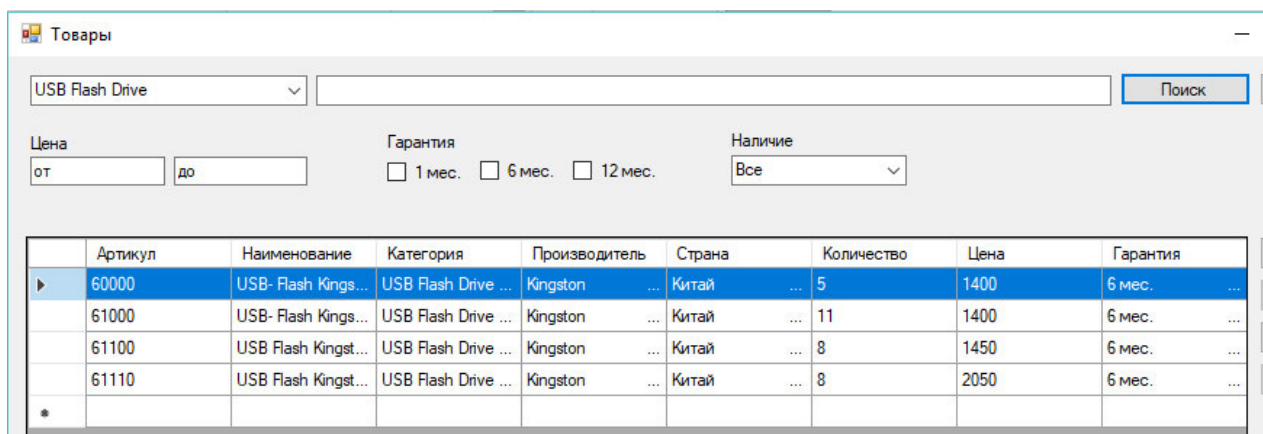 Товары
USB Flash Drive Поиск
Цена Гарантия Наличие
от до 1 мес. 6 мес. 12 мес. Все
Артикул Наименование Категория Производитель Страна Количество Цена Гарантия
60000 USB- Flash Kings... USB Flash Drive ... Kingston ... Китай ... 5 1400 6 мес. ...
61000 USB- Flash Kings... USB Flash Drive ... Kingston ... Китай ... 11 1400 6 мес. ...
61100 USB Flash Kingst... USB Flash Drive ... Kingston ... Китай ... 8 1450 6 мес. ...
61110 USB Flash Kingst... USB Flash Drive ... Kingston ... Китай ... 8 2050 6 мес. ...